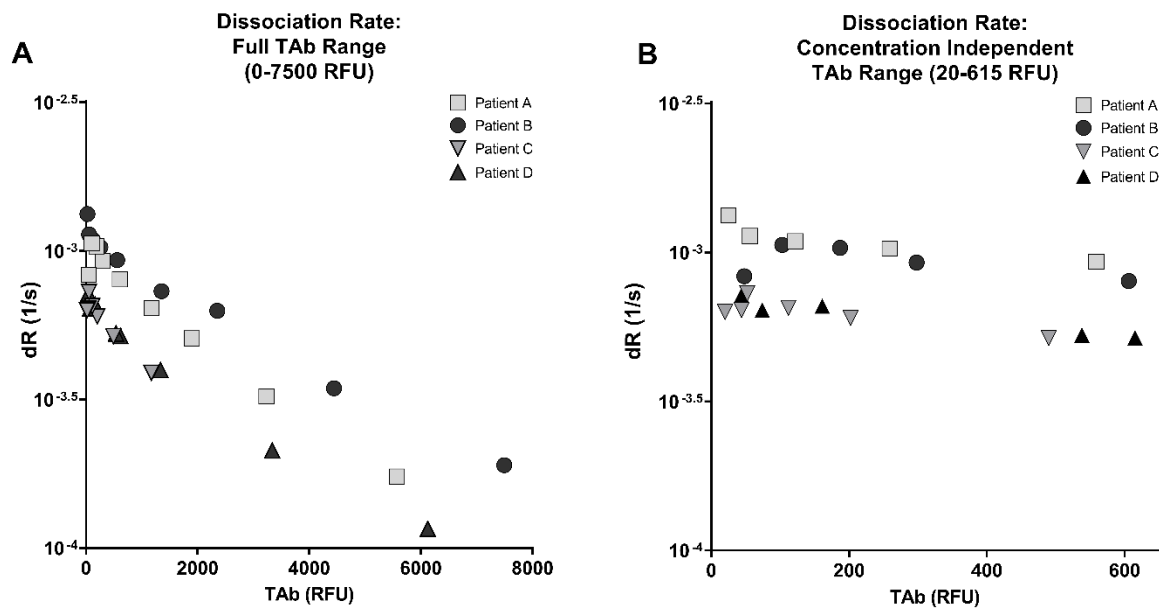 A
Dissociation Rate:
Full TAb Range
(0-7500 RFU)
Patient A
Patient B
Patient C
Patient D
10-2.5
10-3
10-3.5
10-4
dR (1/s)
0 2000 4000 6000 8000
TAb (RFU)
B
Dissociation Rate:
Concentration Independent
TAb Range (20-615 RFU)
Patient A
Patient B
Patient C
Patient D
10-2.5
10-3
10-3.5
10-4
dR (1/s)
0 200 400 600
TAb (RFU)